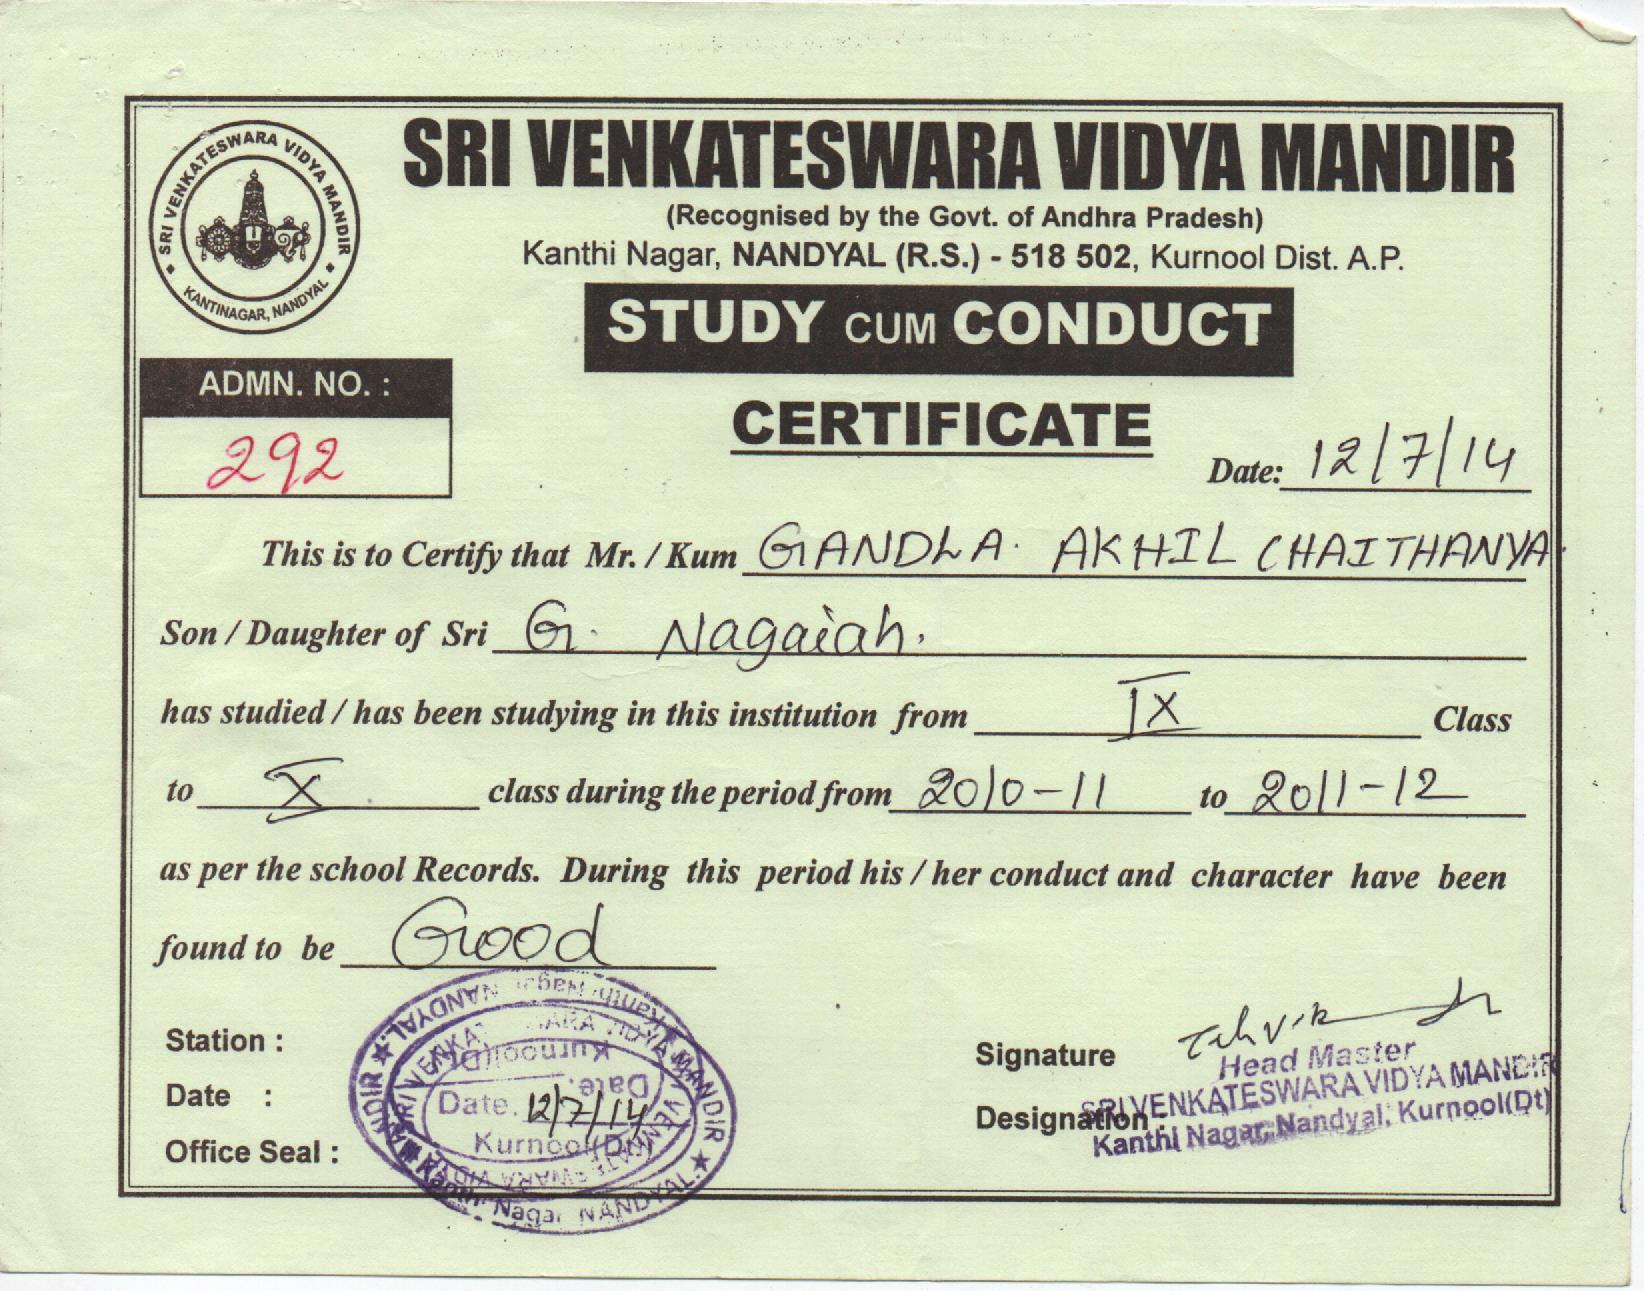 SRI VENKATESWARA VIDYA MANDIR
KANTINAGAR, NANDYAL
SRI VENKATESWARA VIDYA MANDIR
(Recognised by the Govt. of Andhra Pradesh)
Kanthi Nagar, NANDYAL (R.S.) - 518 502, Kurnool Dist. A.P.
STUDY CUM CONDUCT
CERTIFICATE
ADMN. NO. :
292
Date: 12/7/14
This is to Certify that Mr. / Kum GANDLA. AKHIL CHAITHANYA.
Son / Daughter of Sri G. Nagaiah.
has studied / has been studying in this institution from IX Class
to X class during the period from 2010-11 to 2011-12
as per the school Records. During this period his / her conduct and character have been
found to be Good
Station :
Date :
Office Seal :
Kanthi Nagar NANDYAL.
VIDYA MANDIR
Kurnool(Dt)
Date.
Date. 12/7/14
Kurnool(Dt)
Kanthi Nagar NANDYAL.
Signature
Head Master
SRI VENKATESWARA VIDYA MANDIR
Designation :
Kanthi Nagar, Nandyal, Kurnool(Dt)